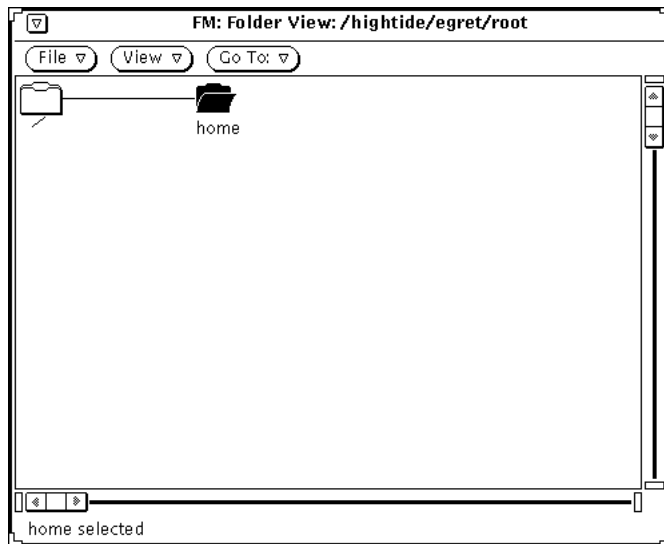 FM: Folder View: /hightide/egret/root
File View Go To:
/
home
home selected